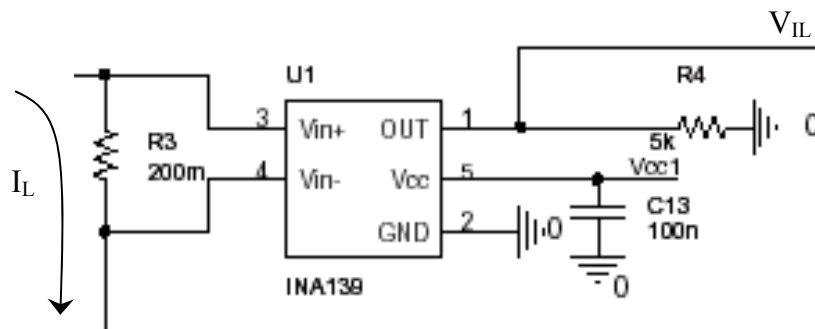 V_IL
U1
R4
3
Vin+
OUT
1
0
R3
200m
5k
4
Vin-
Vcc
5
Vcc1
I_L
C13
100n
GND
2
0
INA139
0